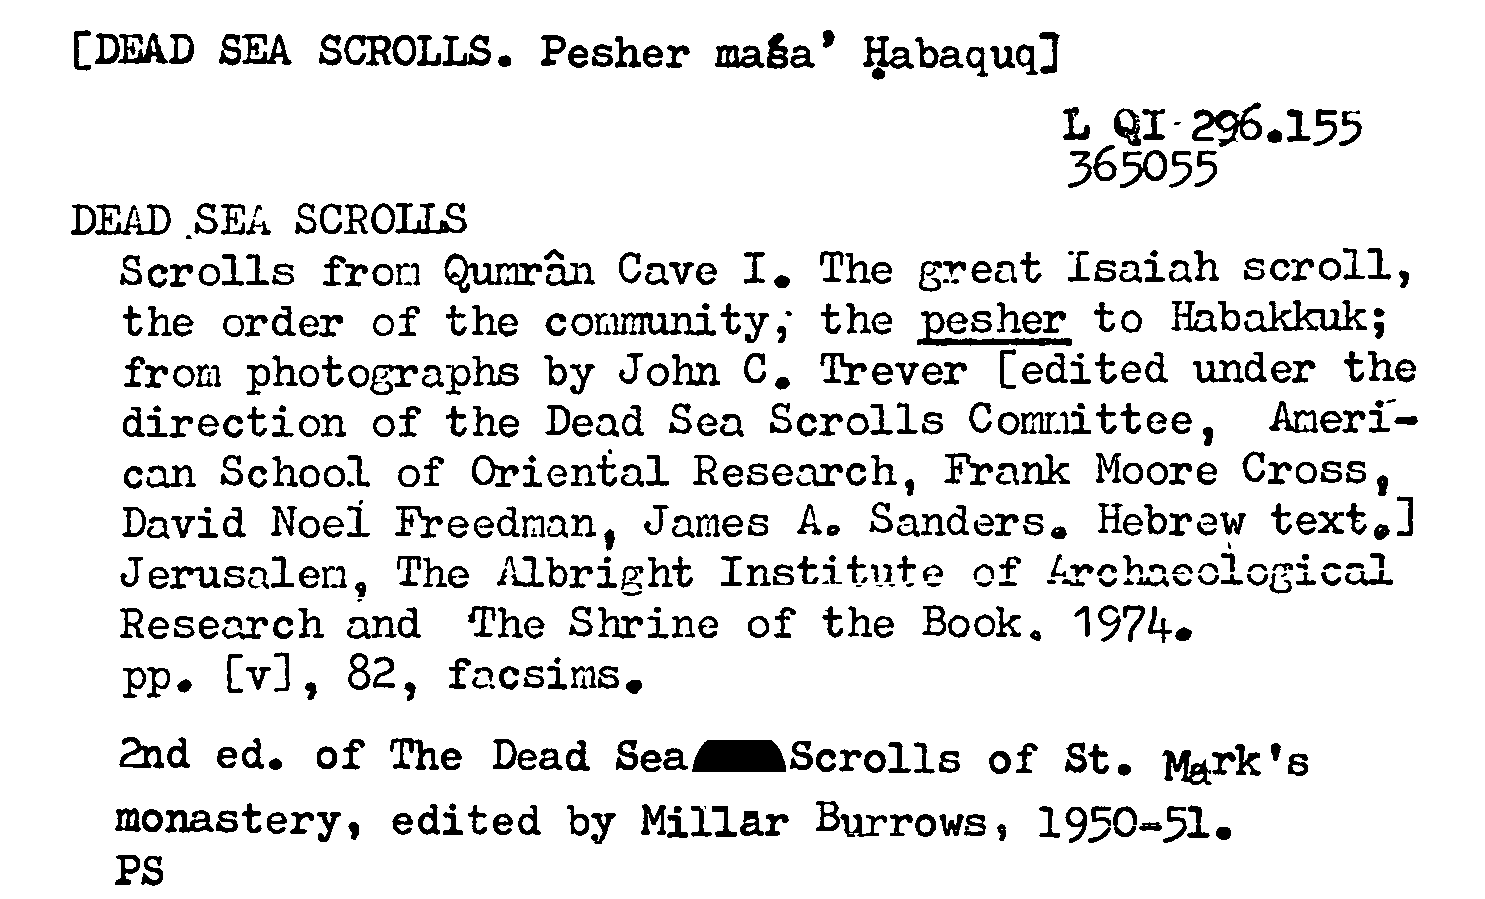 [DEAD SEA SCROLLS. Pesher maśa’ Ḥabaquq]
L QI 296.155
365055
DEAD SEA SCROLLS
Scrolls from Qumrân Cave I. The great Isaiah scroll,
the order of the community, the pesher to Habakkuk;
from photographs by John C. Trever [edited under the
direction of the Dead Sea Scrolls Committee, Ameri-
can School of Oriental Research, Frank Moore Cross,
David Noel Freedman, James A. Sanders. Hebrew text.]
Jerusalem, The Albright Institute of Archaeological
Research and The Shrine of the Book. 1974.
pp. [v], 82, facsims.
2nd ed. of The Dead Sea Scrolls of St. Mark's
monastery, edited by Millar Burrows, 1950-51.
PS